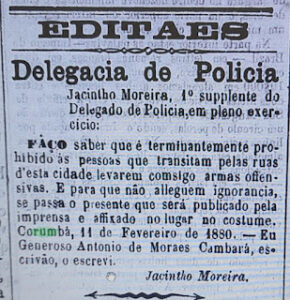 EDITAES
Delegacia de Policia
Jacintho Moreira, 1º supplente do
Delegado de Policia, em pleno exer-
cicio:
FAÇO saber que é terminantemente pro-
hibido às pessoas que transitam pelas ruas
d'esta cidade levarem comsigo armas offen-
sivas. E para que não alleguem ignorancia,
se passa o presente que será publicado pela
imprensa e affixado no lugar no costume.
Corumbá, 11 de Fevereiro de 1880. — Eu
Generoso Antonio de Moraes Cambará, es-
crivão, o escrevi.
Jacintho Moreira.